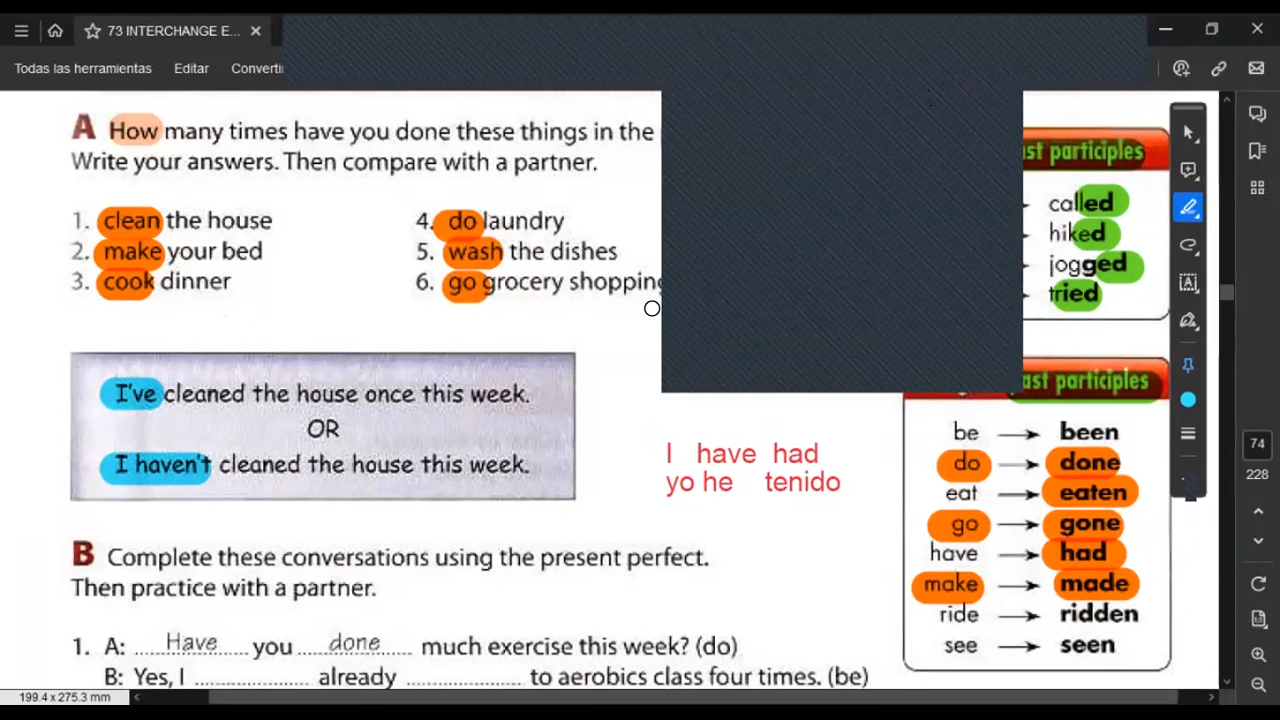 73 INTERCHANGE E...
Todas las herramientas Editar Converti
A How many times have you done these things in the
Write your answers. Then compare with a partner.
1. clean the house
2. make your bed
3. cook dinner
4. do laundry
5. wash the dishes
6. go grocery shopping
I've cleaned the house once this week.
OR
I haven't cleaned the house this week.
I have had
yo he tenido
B Complete these conversations using the present perfect.
Then practice with a partner.
1. A: Have you done much exercise this week? (do)
B: Yes, I .................... already .................... to aerobics class four times. (be)
ast participles
called
hiked
jogged
tried
ast participles
be → been
do → done
eat → eaten
go → gone
have → had
make → made
ride → ridden
see → seen
74
228
199.4 x 275.3 mm